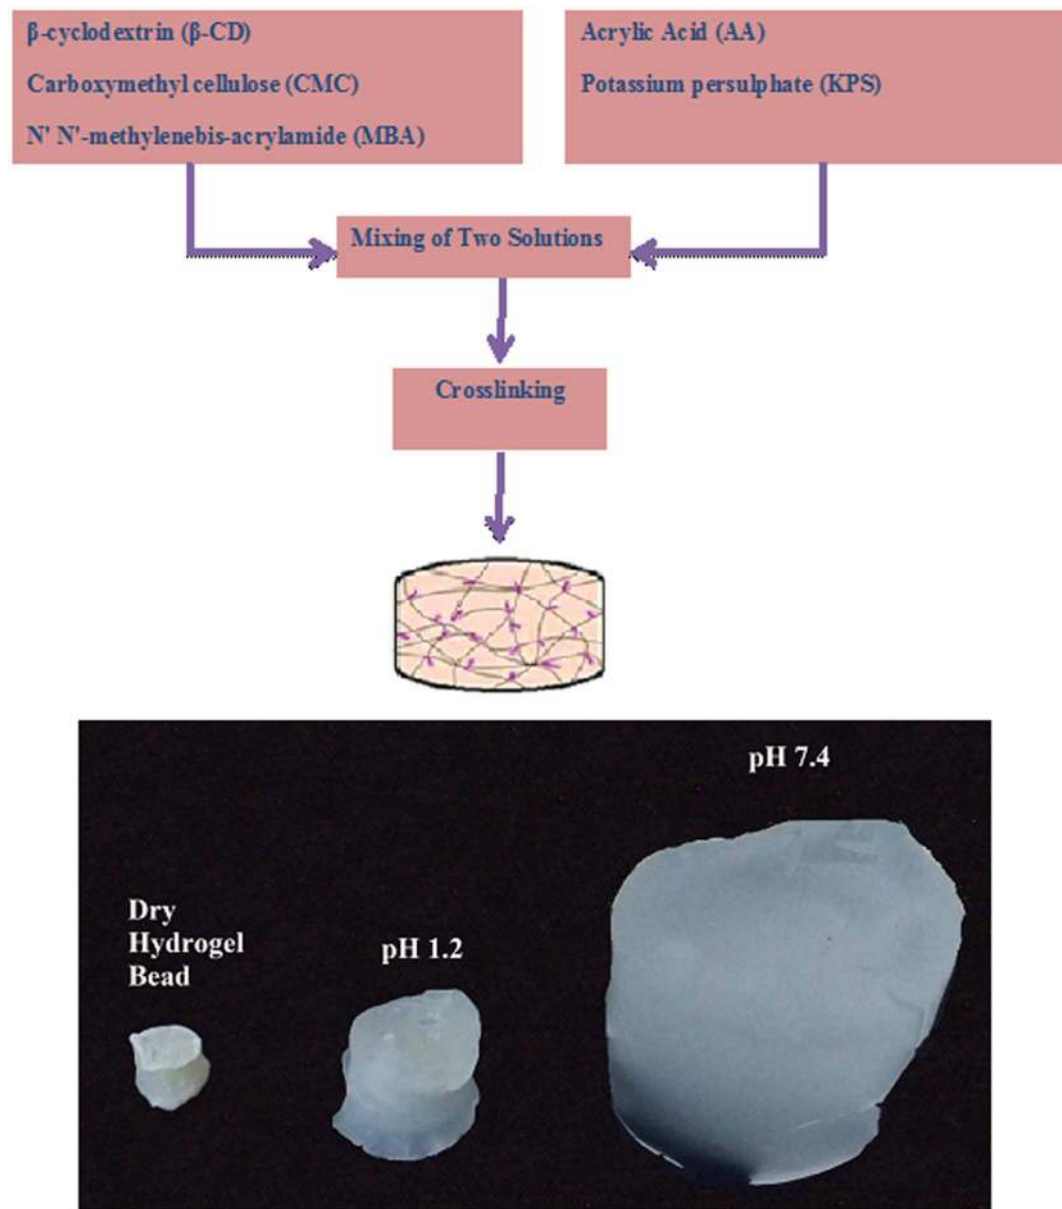 β-cyclodextrin (β-CD)
Carboxymethyl cellulose (CMC)
N' N'-methylenebis-acrylamide (MBA)
Acrylic Acid (AA)
Potassium persulphate (KPS)
Mixing of Two Solutions
Crosslinking
pH 7.4
Dry
Hydrogel
Bead
pH 1.2